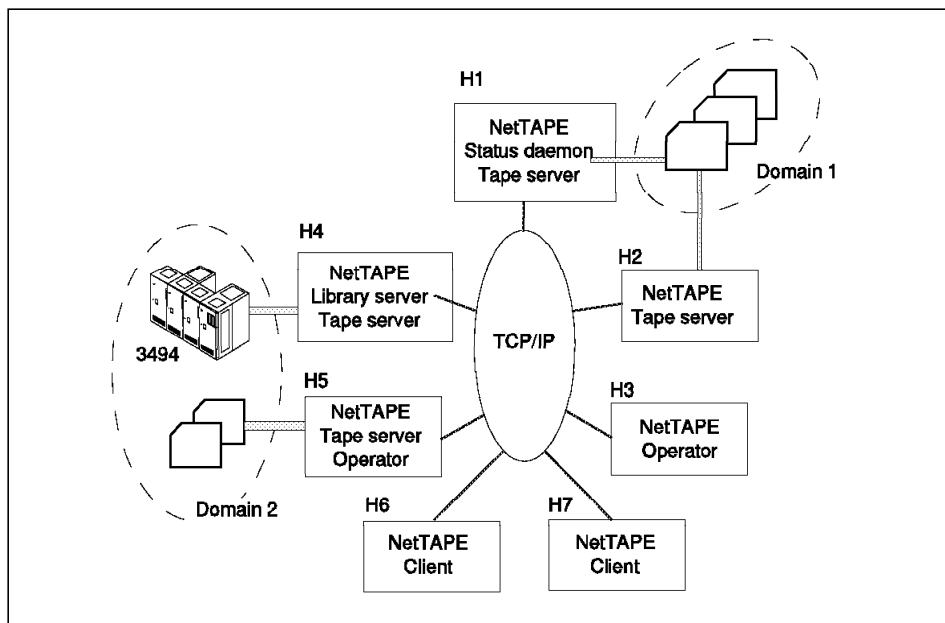 H1
NetTAPE
Status daemon
Tape server
Domain 1
H4
NetTAPE
Library server
Tape server
H2
NetTAPE
Tape server
3494
TCP/IP
H5
NetTAPE
Tape server
Operator
H3
NetTAPE
Operator
Domain 2
H6
NetTAPE
Client
H7
NetTAPE
Client